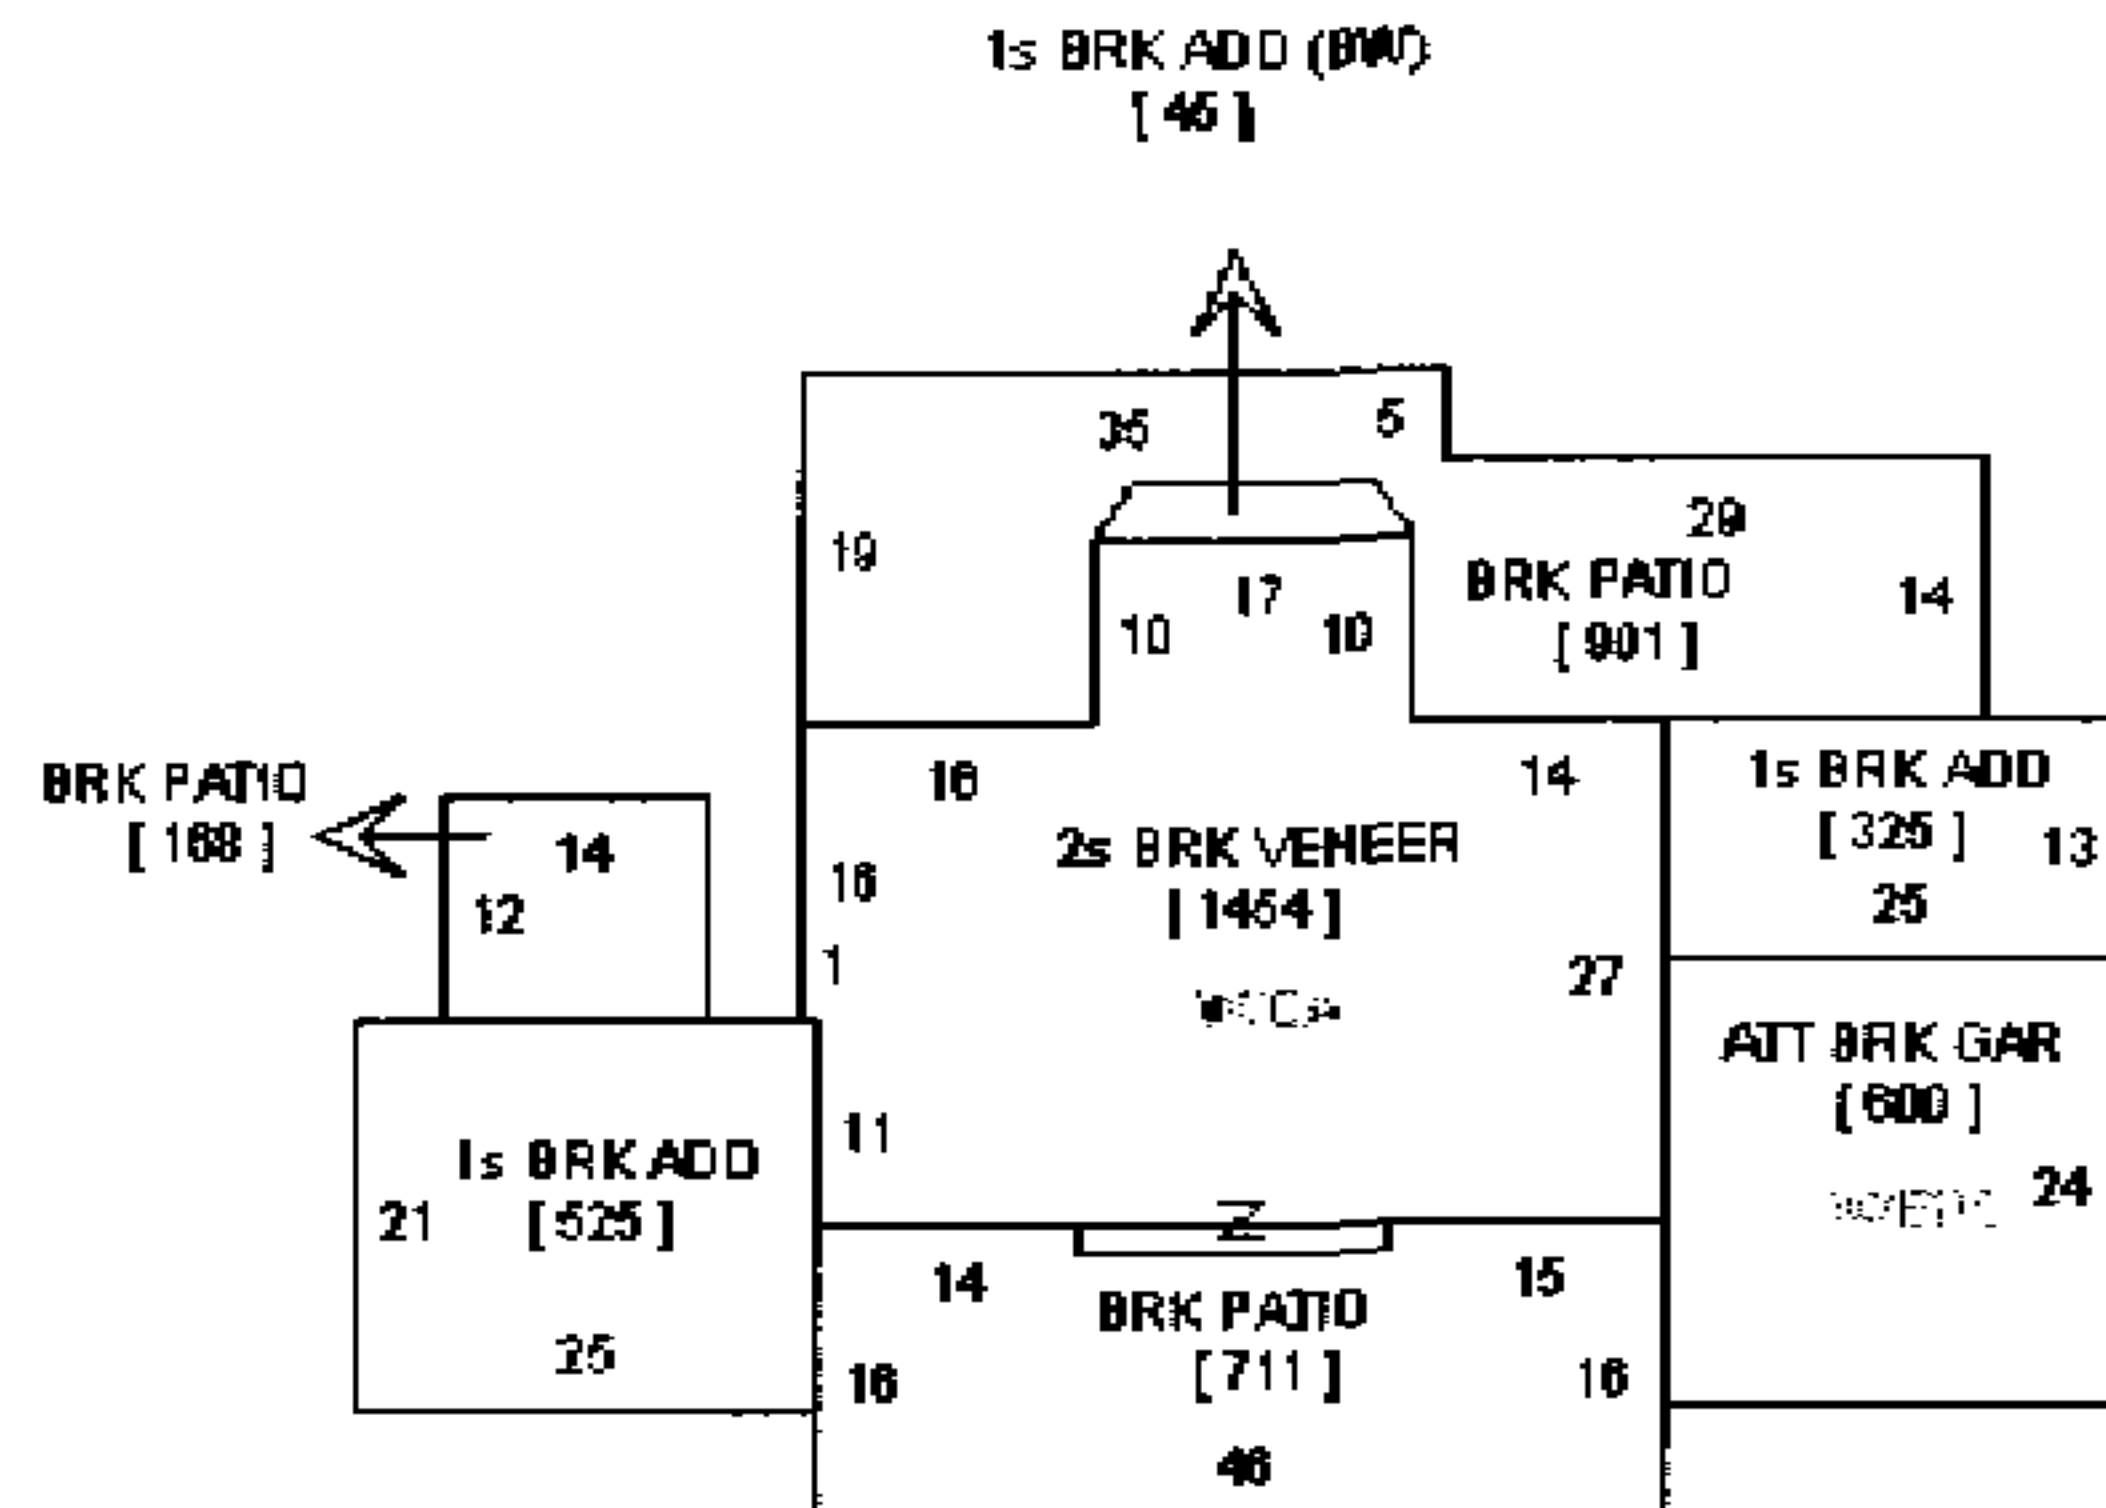 1s BRK ADD (BW)
[ 45 ]
35
5
29
19
BRK PATIO
[ 901 ]
17
14
10
10
BRK PATIO
[ 168 ]
16
14
1s BRK ADD
[ 325 ]
13
14
2s BRK VENEER
[ 1454 ]
16
12
25
1
27
ATT BRK GAR
[ 600 ]
11
1s BRK ADD
[ 525 ]
24
21
14
15
BRK PATIO
[ 711 ]
25
16
16
46